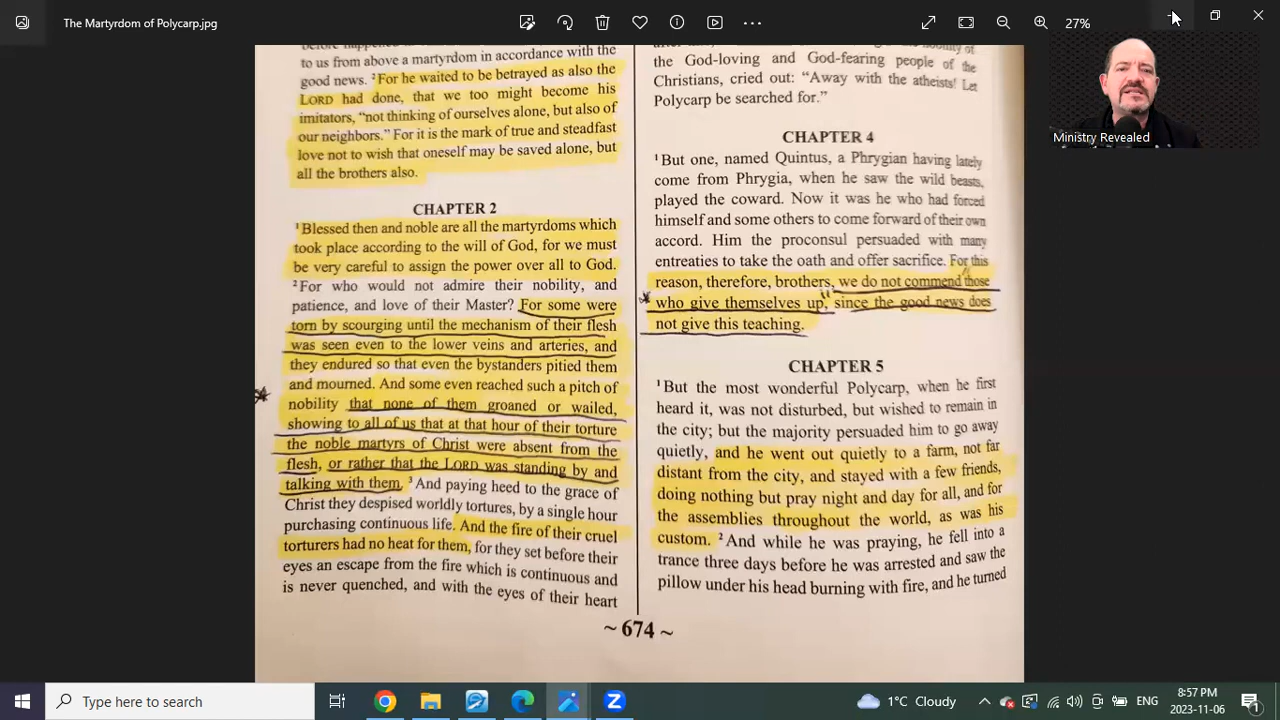 The Martyrdom of Polycarp.jpg
27%
Ministry Revealed
to us from above a martyrdom in accordance with the
good news. ²For he waited to be betrayed as also the
LORD had done, that we too might become his
imitators, “not thinking of ourselves alone, but also of
our neighbors.” For it is the mark of true and steadfast
love not to wish that oneself may be saved alone, but
all the brothers also.
CHAPTER 2
¹Blessed then and noble are all the martyrdoms which
took place according to the will of God, for we must
be very careful to assign the power over all to God.
²For who would not admire their nobility, and
patience, and love of their Master? For some were
torn by scourging until the mechanism of their flesh
was seen even to the lower veins and arteries, and
they endured so that even the bystanders pitied them
and mourned. And some even reached such a pitch of
nobility that none of them groaned or wailed,
showing to all of us that at that hour of their torture
the noble martyrs of Christ were absent from the
flesh, or rather that the LORD was standing by and
talking with them. ³And paying heed to the grace of
Christ they despised worldly tortures, by a single hour
purchasing continuous life. And the fire of their cruel
torturers had no heat for them, for they set before their
eyes an escape from the fire which is continuous and
is never quenched, and with the eyes of their heart
the God-loving and God-fearing people of the
Christians, cried out: “Away with the atheists! Let
Polycarp be searched for.”
CHAPTER 4
¹But one, named Quintus, a Phrygian having lately
come from Phrygia, when he saw the wild beasts,
played the coward. Now it was he who had forced
himself and some others to come forward of their own
accord. Him the proconsul persuaded with many
entreaties to take the oath and offer sacrifice. For this
reason, therefore, brothers, we do not commend those
who give themselves up, since the good news does
not give this teaching.
CHAPTER 5
¹But the most wonderful Polycarp, when he first
heard it, was not disturbed, but wished to remain in
the city; but the majority persuaded him to go away
quietly, and he went out quietly to a farm, not far
distant from the city, and stayed with a few friends,
doing nothing but pray night and day for all, and for
the assemblies throughout the world, as was his
custom. ²And while he was praying, he fell into a
trance three days before he was arrested and saw the
pillow under his head burning with fire, and he turned
~ 674 ~
Type here to search
1°C Cloudy
ENG
8:57 PM
2023-11-06
1